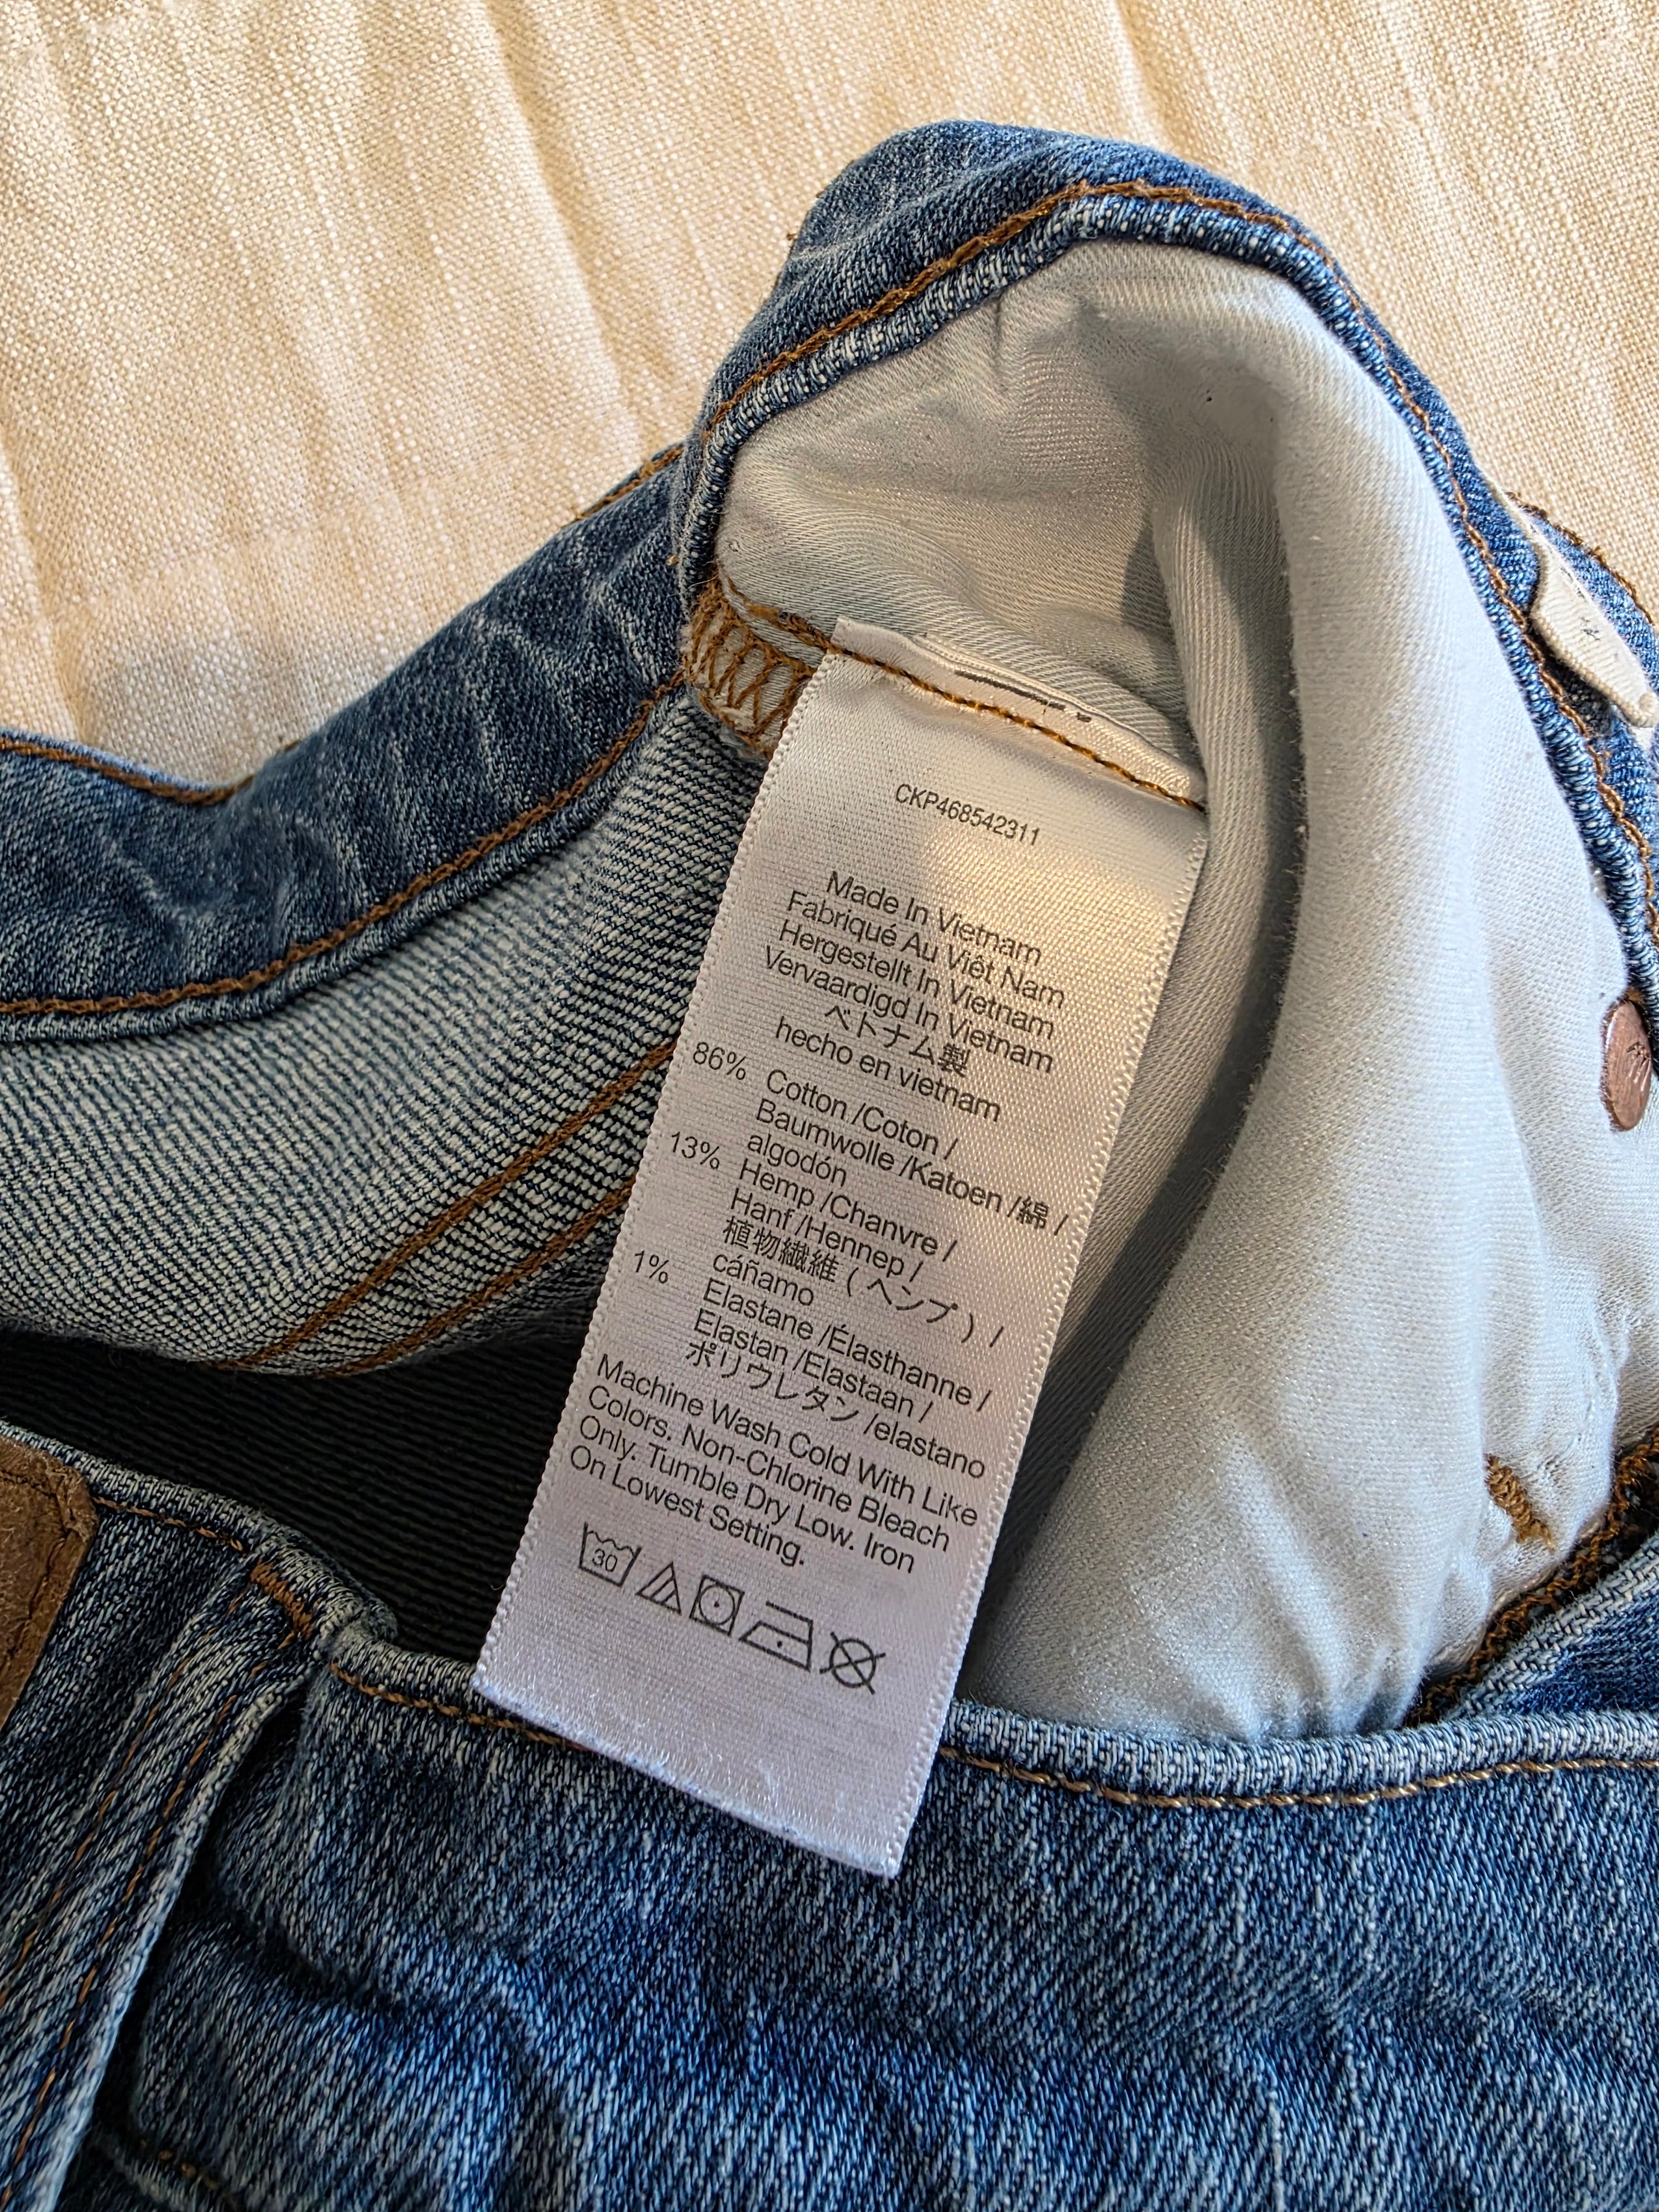 CKP468542311
Made In Vietnam
Fabriqué Au Viêt Nam
Hergestellt In Vietnam
Vervaardigd In Vietnam
ベトナム製
hecho en vietnam
86% Cotton /Coton /
Baumwolle /Katoen /綿 /
algodón
13% Hemp /Chanvre /
Hanf /Hennep /
植物繊維 ( ヘンプ ) /
cáñamo
1% Elastane /Élasthanne /
Elastan /Elastaan /
ポリウレタン /elastano
Machine Wash Cold With Like
Colors. Non-Chlorine Bleach
Only. Tumble Dry Low. Iron
On Lowest Setting.
30